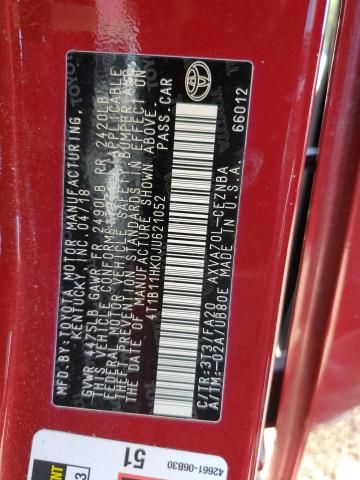 MFD. BY: TOYOTA MOTOR MANUFACTURING,
KENTUCKY, INC. 04/18
GVWR 4475LB GAWR-FR 2490LB RR 2420LB
THIS VEHICLE CONFORMS TO ALL APPLICABLE
FEDERAL MOTOR VEHICLE SAFETY, BUMPER, AND
THEFT PREVENTION STANDARDS IN EFFECT ON
THE DATE OF MANUFACTURE SHOWN ABOVE.
4T1B11HK0JU621052 PASS.CAR
C/TR:3T3/FA20 AXVA70L-CEZNBA
A/TM:-02A/UB80E MADE IN U.S.A.
66012
42661-06B30
51